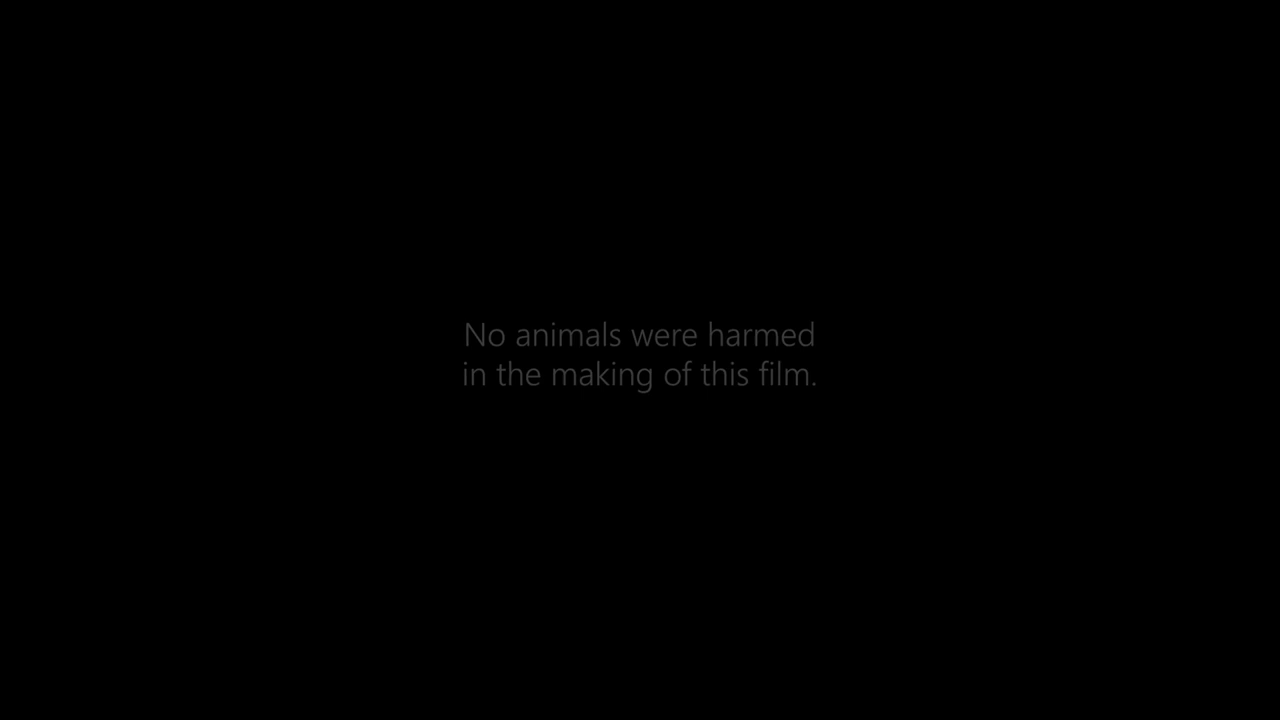 No animals were harmed
in the making of this film.